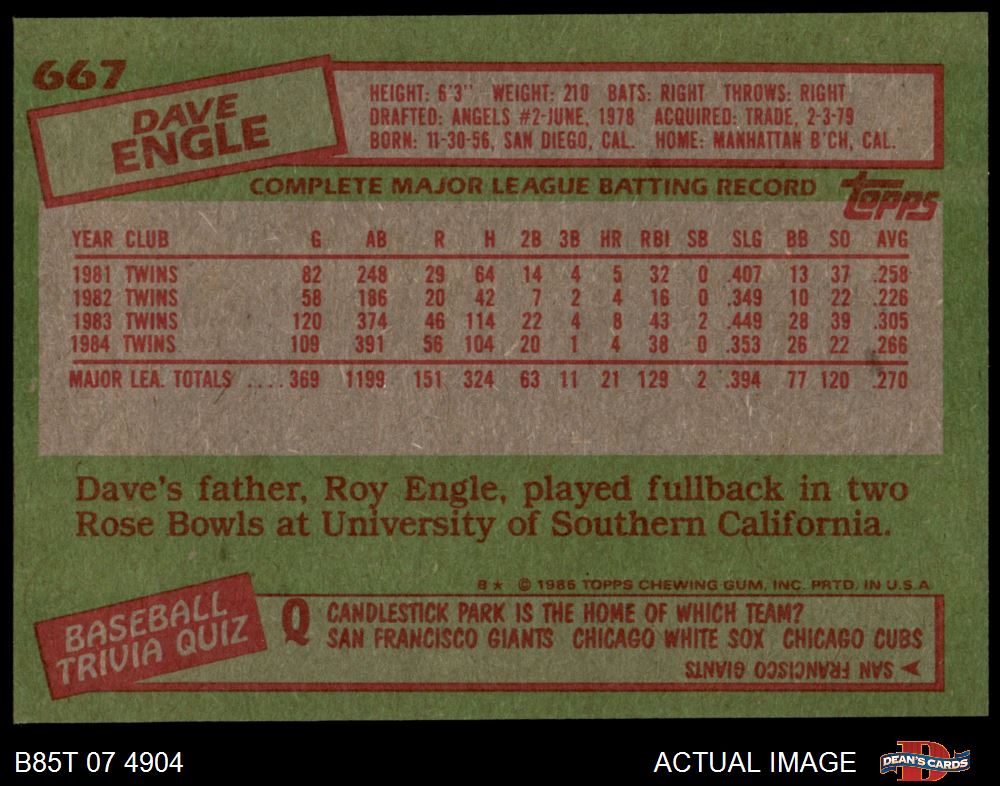 667
DAVE
ENGLE
HEIGHT: 6'3" WEIGHT: 210 BATS: RIGHT THROWS: RIGHT
DRAFTED: ANGELS #2-JUNE, 1978 ACQUIRED: TRADE, 2-3-79
BORN: 11-30-56, SAN DIEGO, CAL. HOME: MANHATTAN B'CH, CAL.
COMPLETE MAJOR LEAGUE BATTING RECORD
topps
YEAR CLUB G AB R H 2B 3B HR RBI SB SLG BB SO AVG
1981 TWINS 82 248 29 64 14 4 5 32 0 .407 13 37 .258
1982 TWINS 58 186 20 42 7 2 4 16 0 .349 10 22 .226
1983 TWINS 120 374 46 114 22 4 8 43 2 .449 28 39 .305
1984 TWINS 109 391 56 104 20 1 4 38 0 .353 26 22 .266
MAJOR LEA. TOTALS .... 369 1199 151 324 63 11 21 129 2 .394 77 120 .270
Dave's father, Roy Engle, played fullback in two
Rose Bowls at University of Southern California.
B★ © 1985 TOPPS CHEWING GUM, INC. PRTD. IN U.S.A
BASEBALL
TRIVIA QUIZ
Q CANDLESTICK PARK IS THE HOME OF WHICH TEAM?
SAN FRANCISCO GIANTS CHICAGO WHITE SOX CHICAGO CUBS
SAN FRANCISCO GIANTS
B85T 07 4904
ACTUAL IMAGE
DEAN'S CARDS